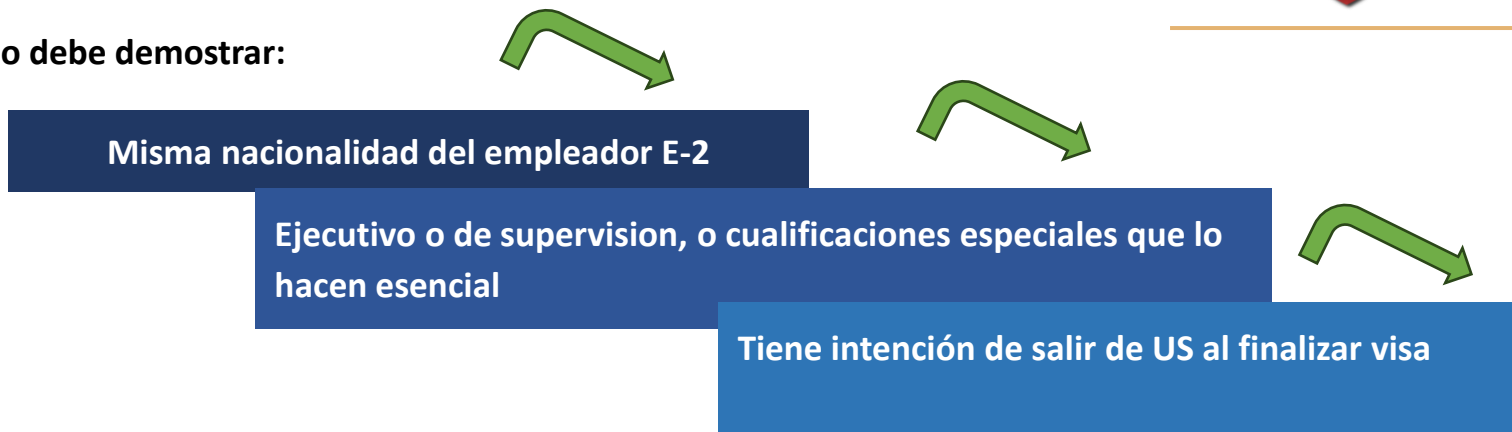 o debe demostrar:
Misma nacionalidad del empleador E-2
Ejecutivo o de supervision, o cualificaciones especiales que lo
hacen esencial
Tiene intención de salir de US al finalizar visa